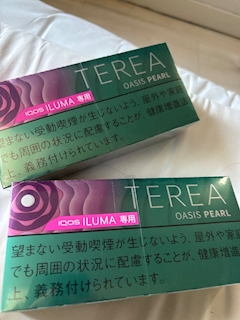 TEREA
OASIS PEARL
IQOS ILUMA 専用
望まない受動喫煙が生じないよう、屋外や家庭
でも周囲の状況に配慮することが、健康増進法
上、義務付けられています。
TEREA
OASIS PEARL
IQOS ILUMA 専用
望まない受動喫煙が生じないよう、屋外や家庭
でも周囲の状況に配慮することが、健康増進法
上、義務付けられています。